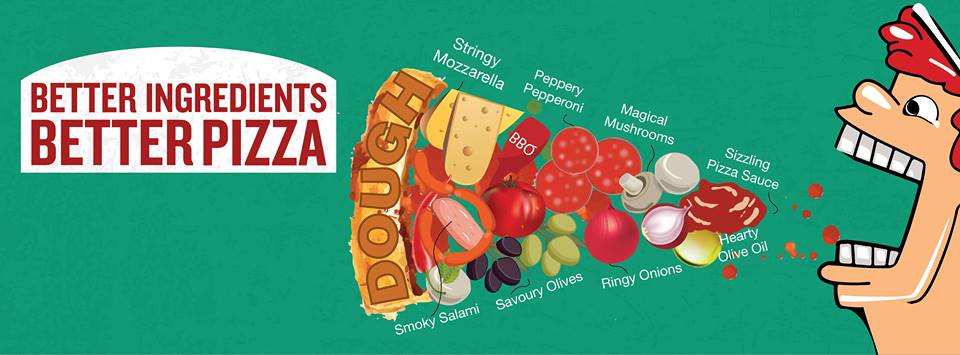 BETTER INGREDIENTS
BETTER PIZZA
DOUGH
Stringy
Mozzarella
BBQ
Peppery
Pepperoni
Magical
Mushrooms
Sizzling
Pizza Sauce
Hearty
Olive Oil
Ringy Onions
Savoury Olives
Smoky Salami